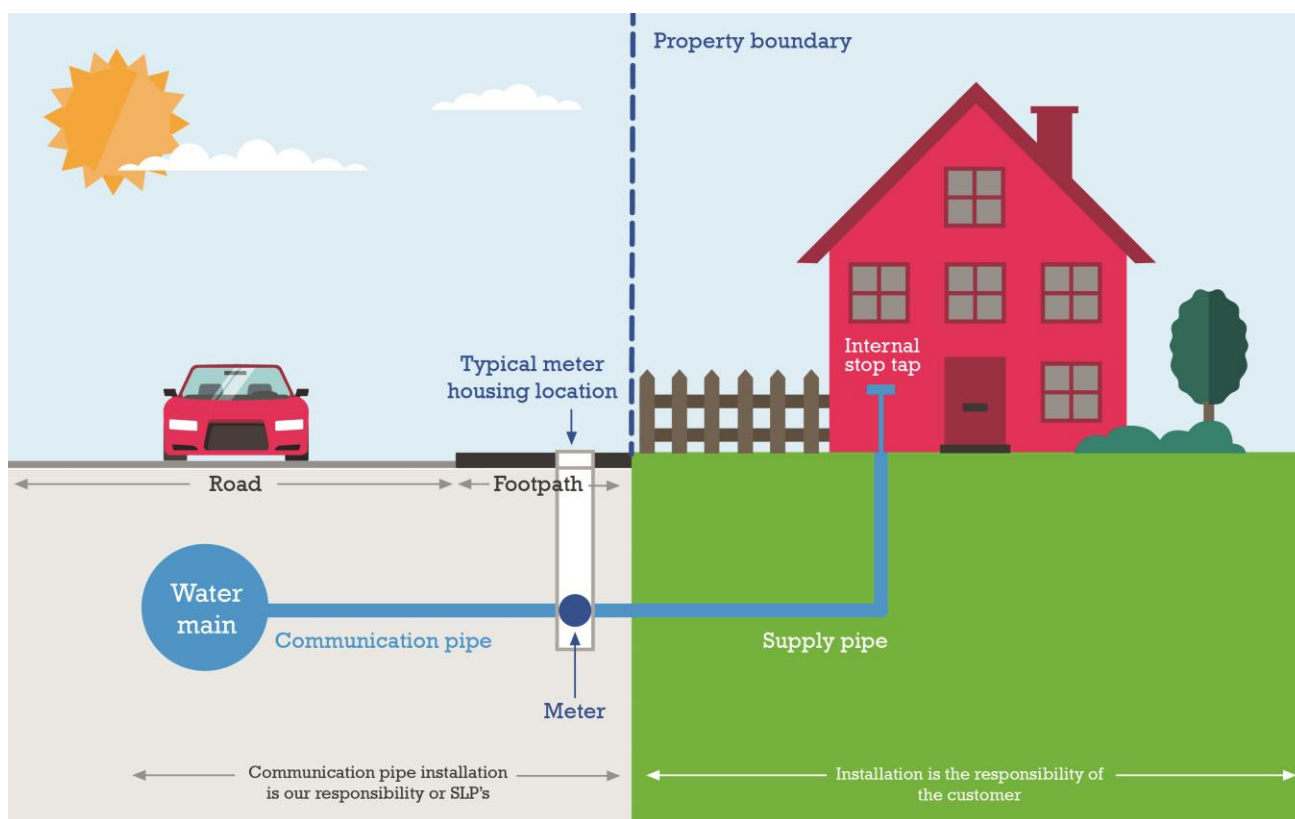 Property boundary
Typical meter
housing location
Internal
stop tap
Road
Footpath
Water
main
Communication pipe
Supply pipe
Meter
Communication pipe installation
is our responsibility or SLP's
Installation is the responsibility of
the customer